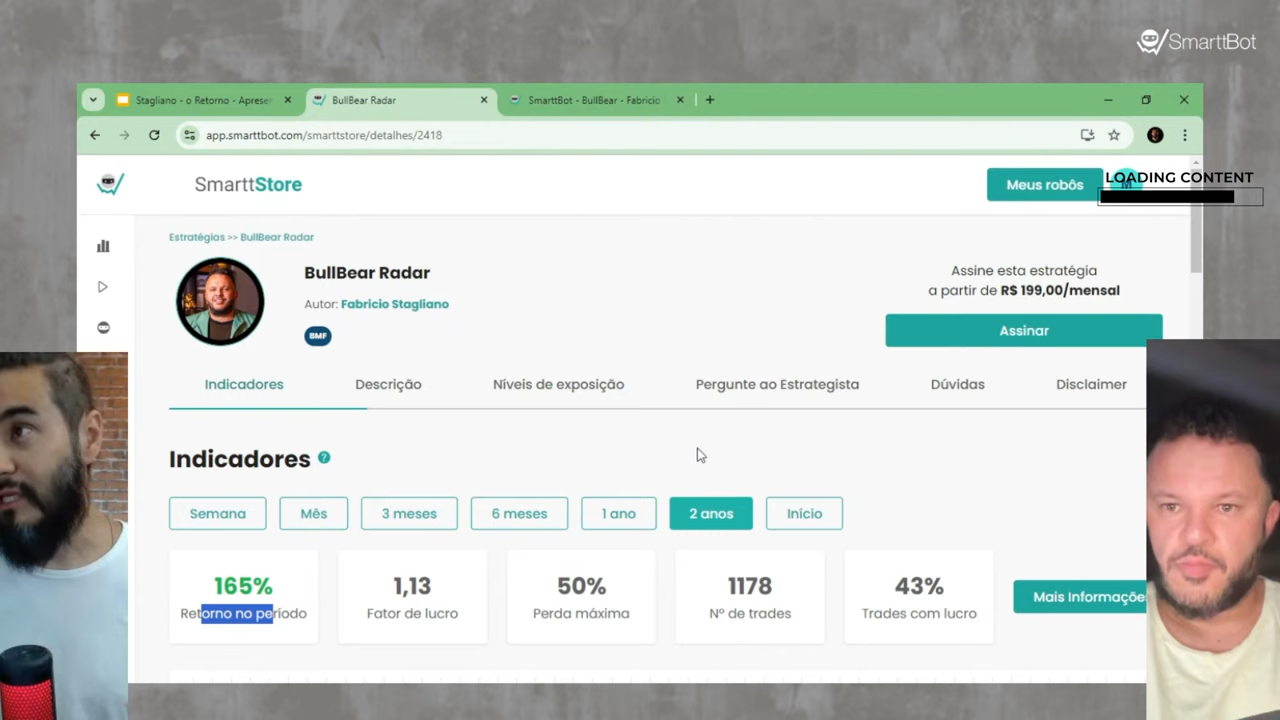 SmarttBot
Stagliano - o Retorno - Aprese
BullBear Radar
SmarttBot - BullBear - Fabricio
app.smarttbot.com/smarttstore/detalhes/2418
SmarttStore
Meus robôs
LOADING CONTENT
Estratégias >> BullBear Radar
BullBear Radar
Autor: Fabricio Stagliano
BMF
Assine esta estratégia
a partir de R$ 199,00/mensal
Assinar
Indicadores
Descrição
Níveis de exposição
Pergunte ao Estrategista
Dúvidas
Disclaimer
Indicadores ?
Semana
Mês
3 meses
6 meses
1 ano
2 anos
Início
165%
Retorno no período
1,13
Fator de lucro
50%
Perda máxima
1178
Nº de trades
43%
Trades com lucro
Mais Informaçõe